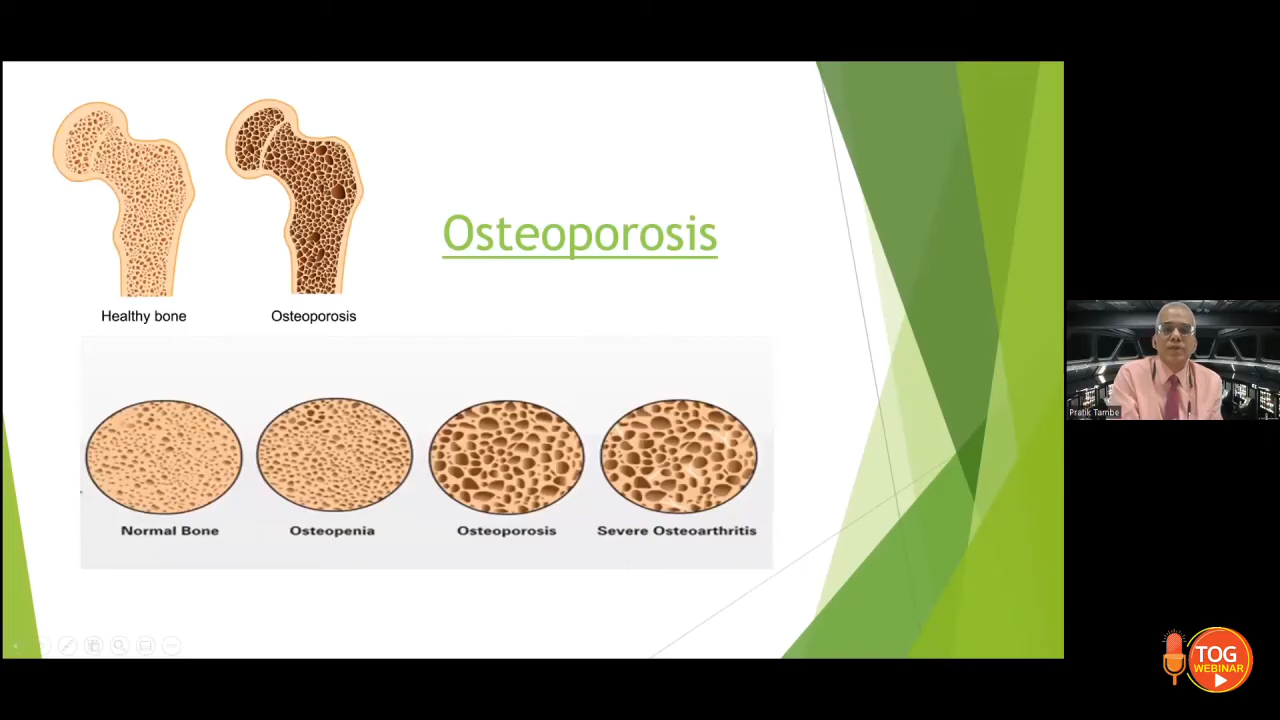 Osteoporosis
Healthy bone
Osteoporosis
Normal Bone
Osteopenia
Osteoporosis
Severe Osteoarthritis
Pratik Tambe
TOG
WEBINAR